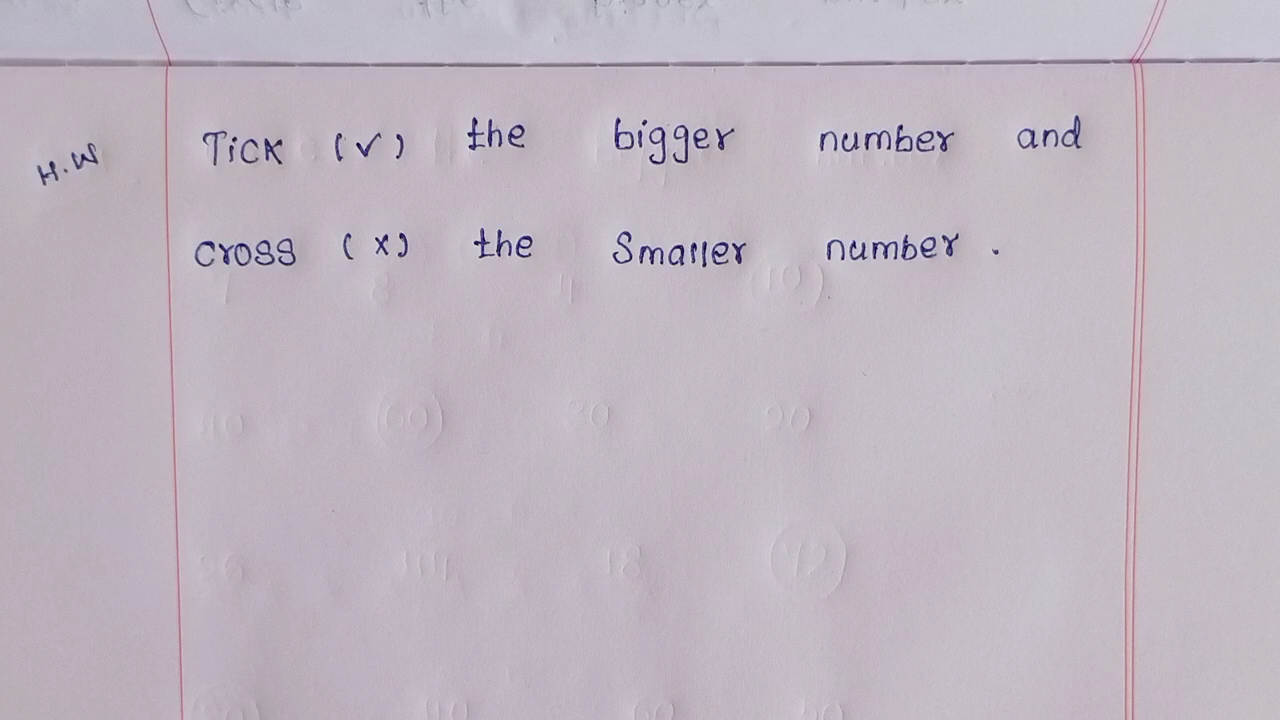 H.W
Tick (✓) the bigger number and
cross (×) the smaller number.